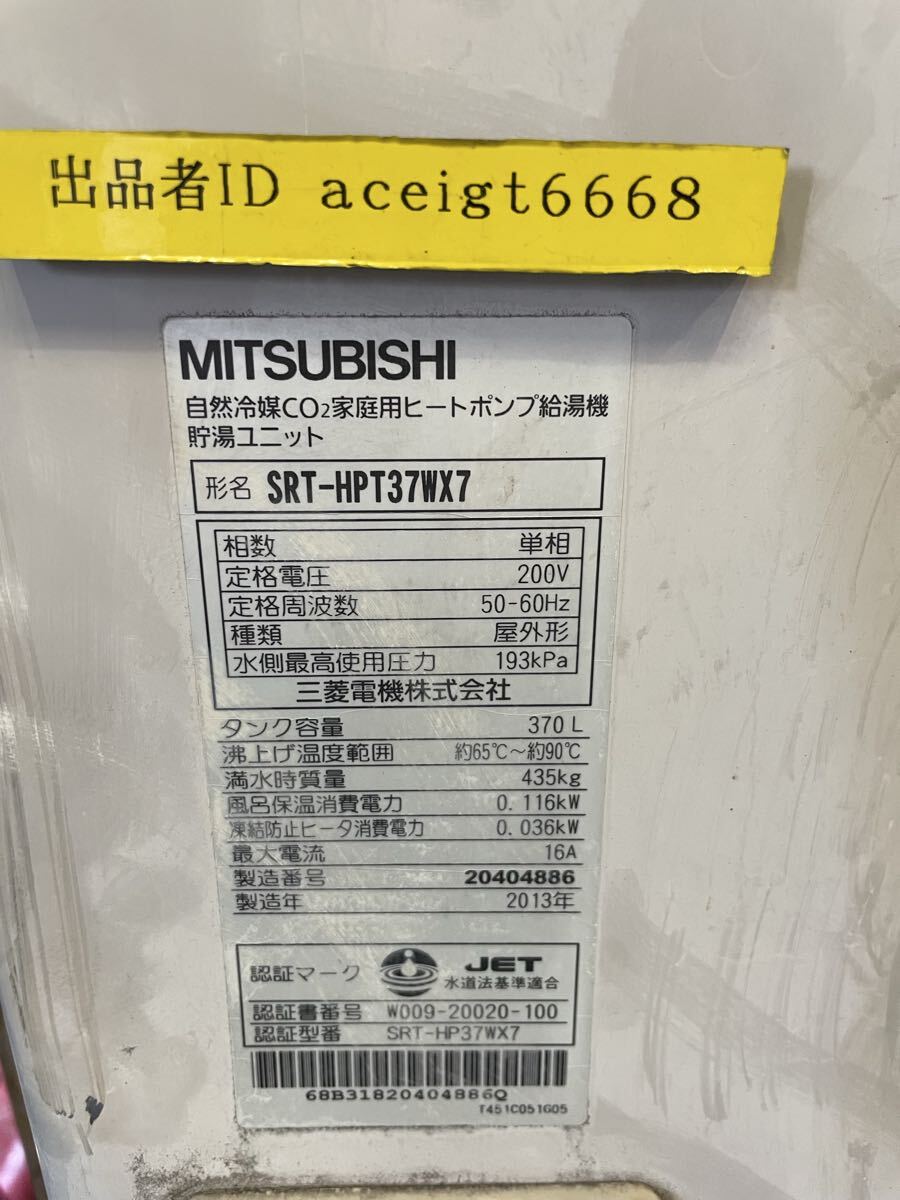 出品者ID aceigt6668
MITSUBISHI
自然冷媒CO₂家庭用ヒートポンプ給湯機
貯湯ユニット
形名 SRT-HPT37WX7
相数 単相
定格電圧 200V
定格周波数 50-60Hz
種類 屋外形
水側最高使用圧力 193kPa
三菱電機株式会社
タンク容量 370L
沸上げ温度範囲 約65℃～約90℃
満水時質量 435kg
風呂保温消費電力 0.116kW
凍結防止ヒータ消費電力 0.036kW
最大電流 16A
製造番号 20404886
製造年 2013年
認証マーク JET
水道法基準適合
認証書番号 W009-20020-100
認証型番 SRT-HP37WX7
68B31820404886Q
T451C051G05